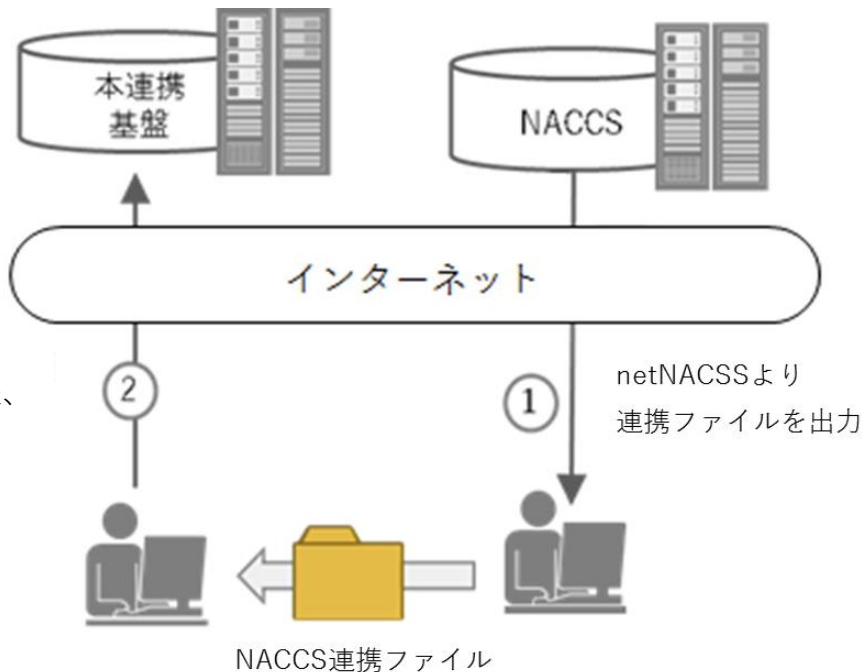 本連携
基盤
NACCS
インターネット
2
、
1
netNACSSより
連携ファイルを出力
NACCS連携ファイル